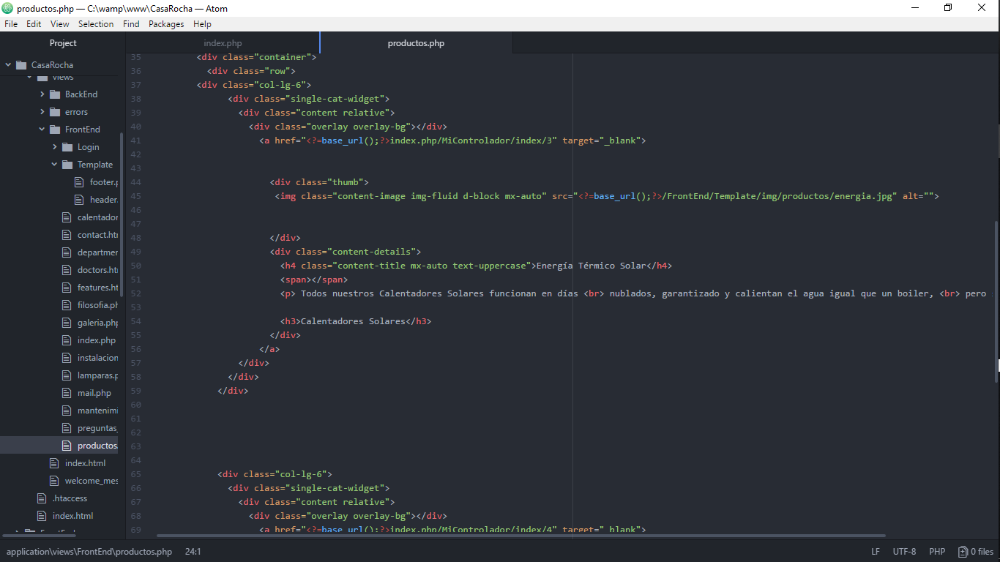 productos.php — C:\wamp\www\CasaRocha — Atom
File Edit View Selection Find Packages Help
Project
index.php
productos.php
CasaRocha
views
BackEnd
errors
FrontEnd
Login
Template
footer.p
header.
calentador
contact.htm
departmen
doctors.htm
features.ht
filosofia.ph
galeria.php
index.php
instalacion
lamparas.p
mail.php
mantenimi
preguntas_
productos.
index.html
welcome_mes
.htaccess
index.html
FrontEnd
35 <div class="container">
36 <div class="row">
37 <div class="col-lg-6">
38 <div class="single-cat-widget">
39 <div class="content relative">
40 <div class="overlay overlay-bg"></div>
41 <a href="<?=base_url();?>index.php/MiControlador/index/3" target="_blank">
42
43
44 <div class="thumb">
45 <img class="content-image img-fluid d-block mx-auto" src="<?=base_url();?>/FrontEnd/Template/img/productos/energia.jpg" alt="">
46
47
48 </div>
49 <div class="content-details">
50 <h4 class="content-title mx-auto text-uppercase">Energía Térmico Solar</h4>
51 <span></span>
52 <p> Todos nuestros Calentadores Solares funcionan en días <br> nublados, garantizado y calientan el agua igual que un boiler, <br> pero
53
54 <h3>Calentadores Solares</h3>
55 </div>
56 </a>
57 </div>
58 </div>
59 </div>
60
61
62
63
64
65 <div class="col-lg-6">
66 <div class="single-cat-widget">
67 <div class="content relative">
68 <div class="overlay overlay-bg"></div>
69 <a href="<?=base_url();?>index.php/MiControlador/index/4" target="_blank">
application\views\FrontEnd\productos.php 24:1 LF UTF-8 PHP 0 files